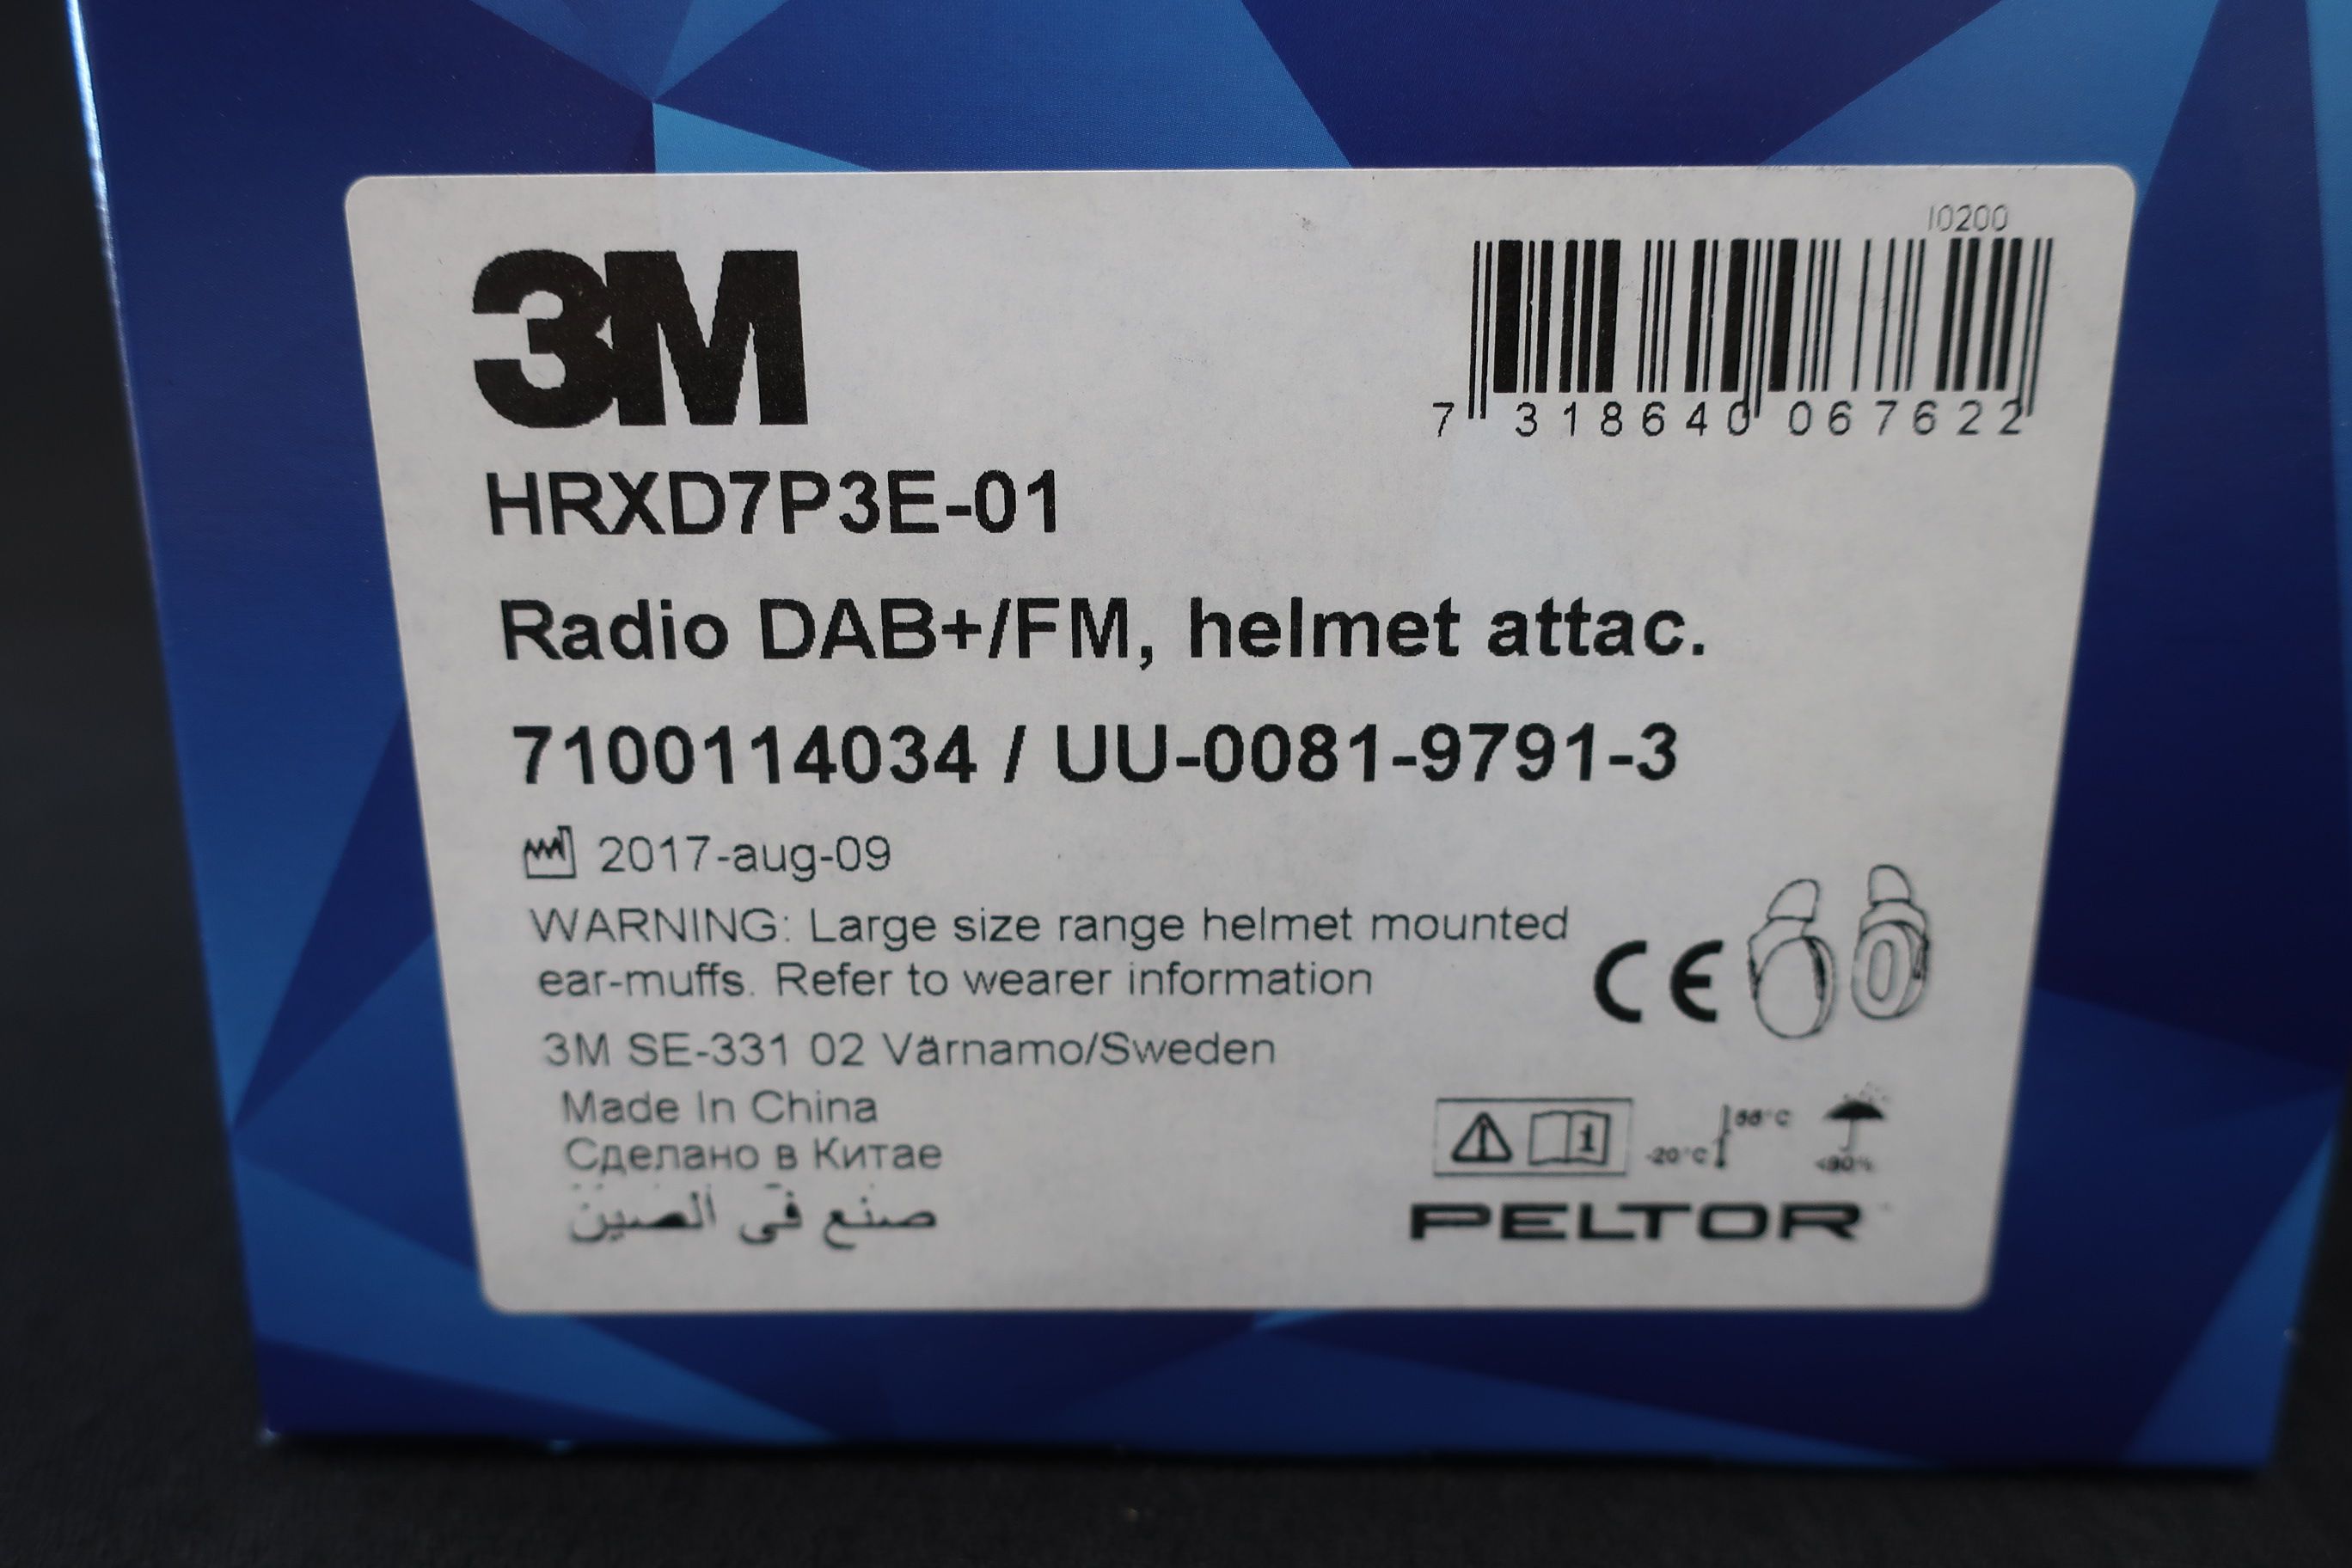 10200
3M
7 318640 067622
HRXD7P3E-01
Radio DAB+/FM, helmet attac.
7100114034 / UU-0081-9791-3
2017-aug-09
WARNING: Large size range helmet mounted
ear-muffs. Refer to wearer information
CE
3M SE-331 02 Värnamo/Sweden
Made In China
Сделано в Китае
صنع في الصين
-20°C
<90%
PELTOR